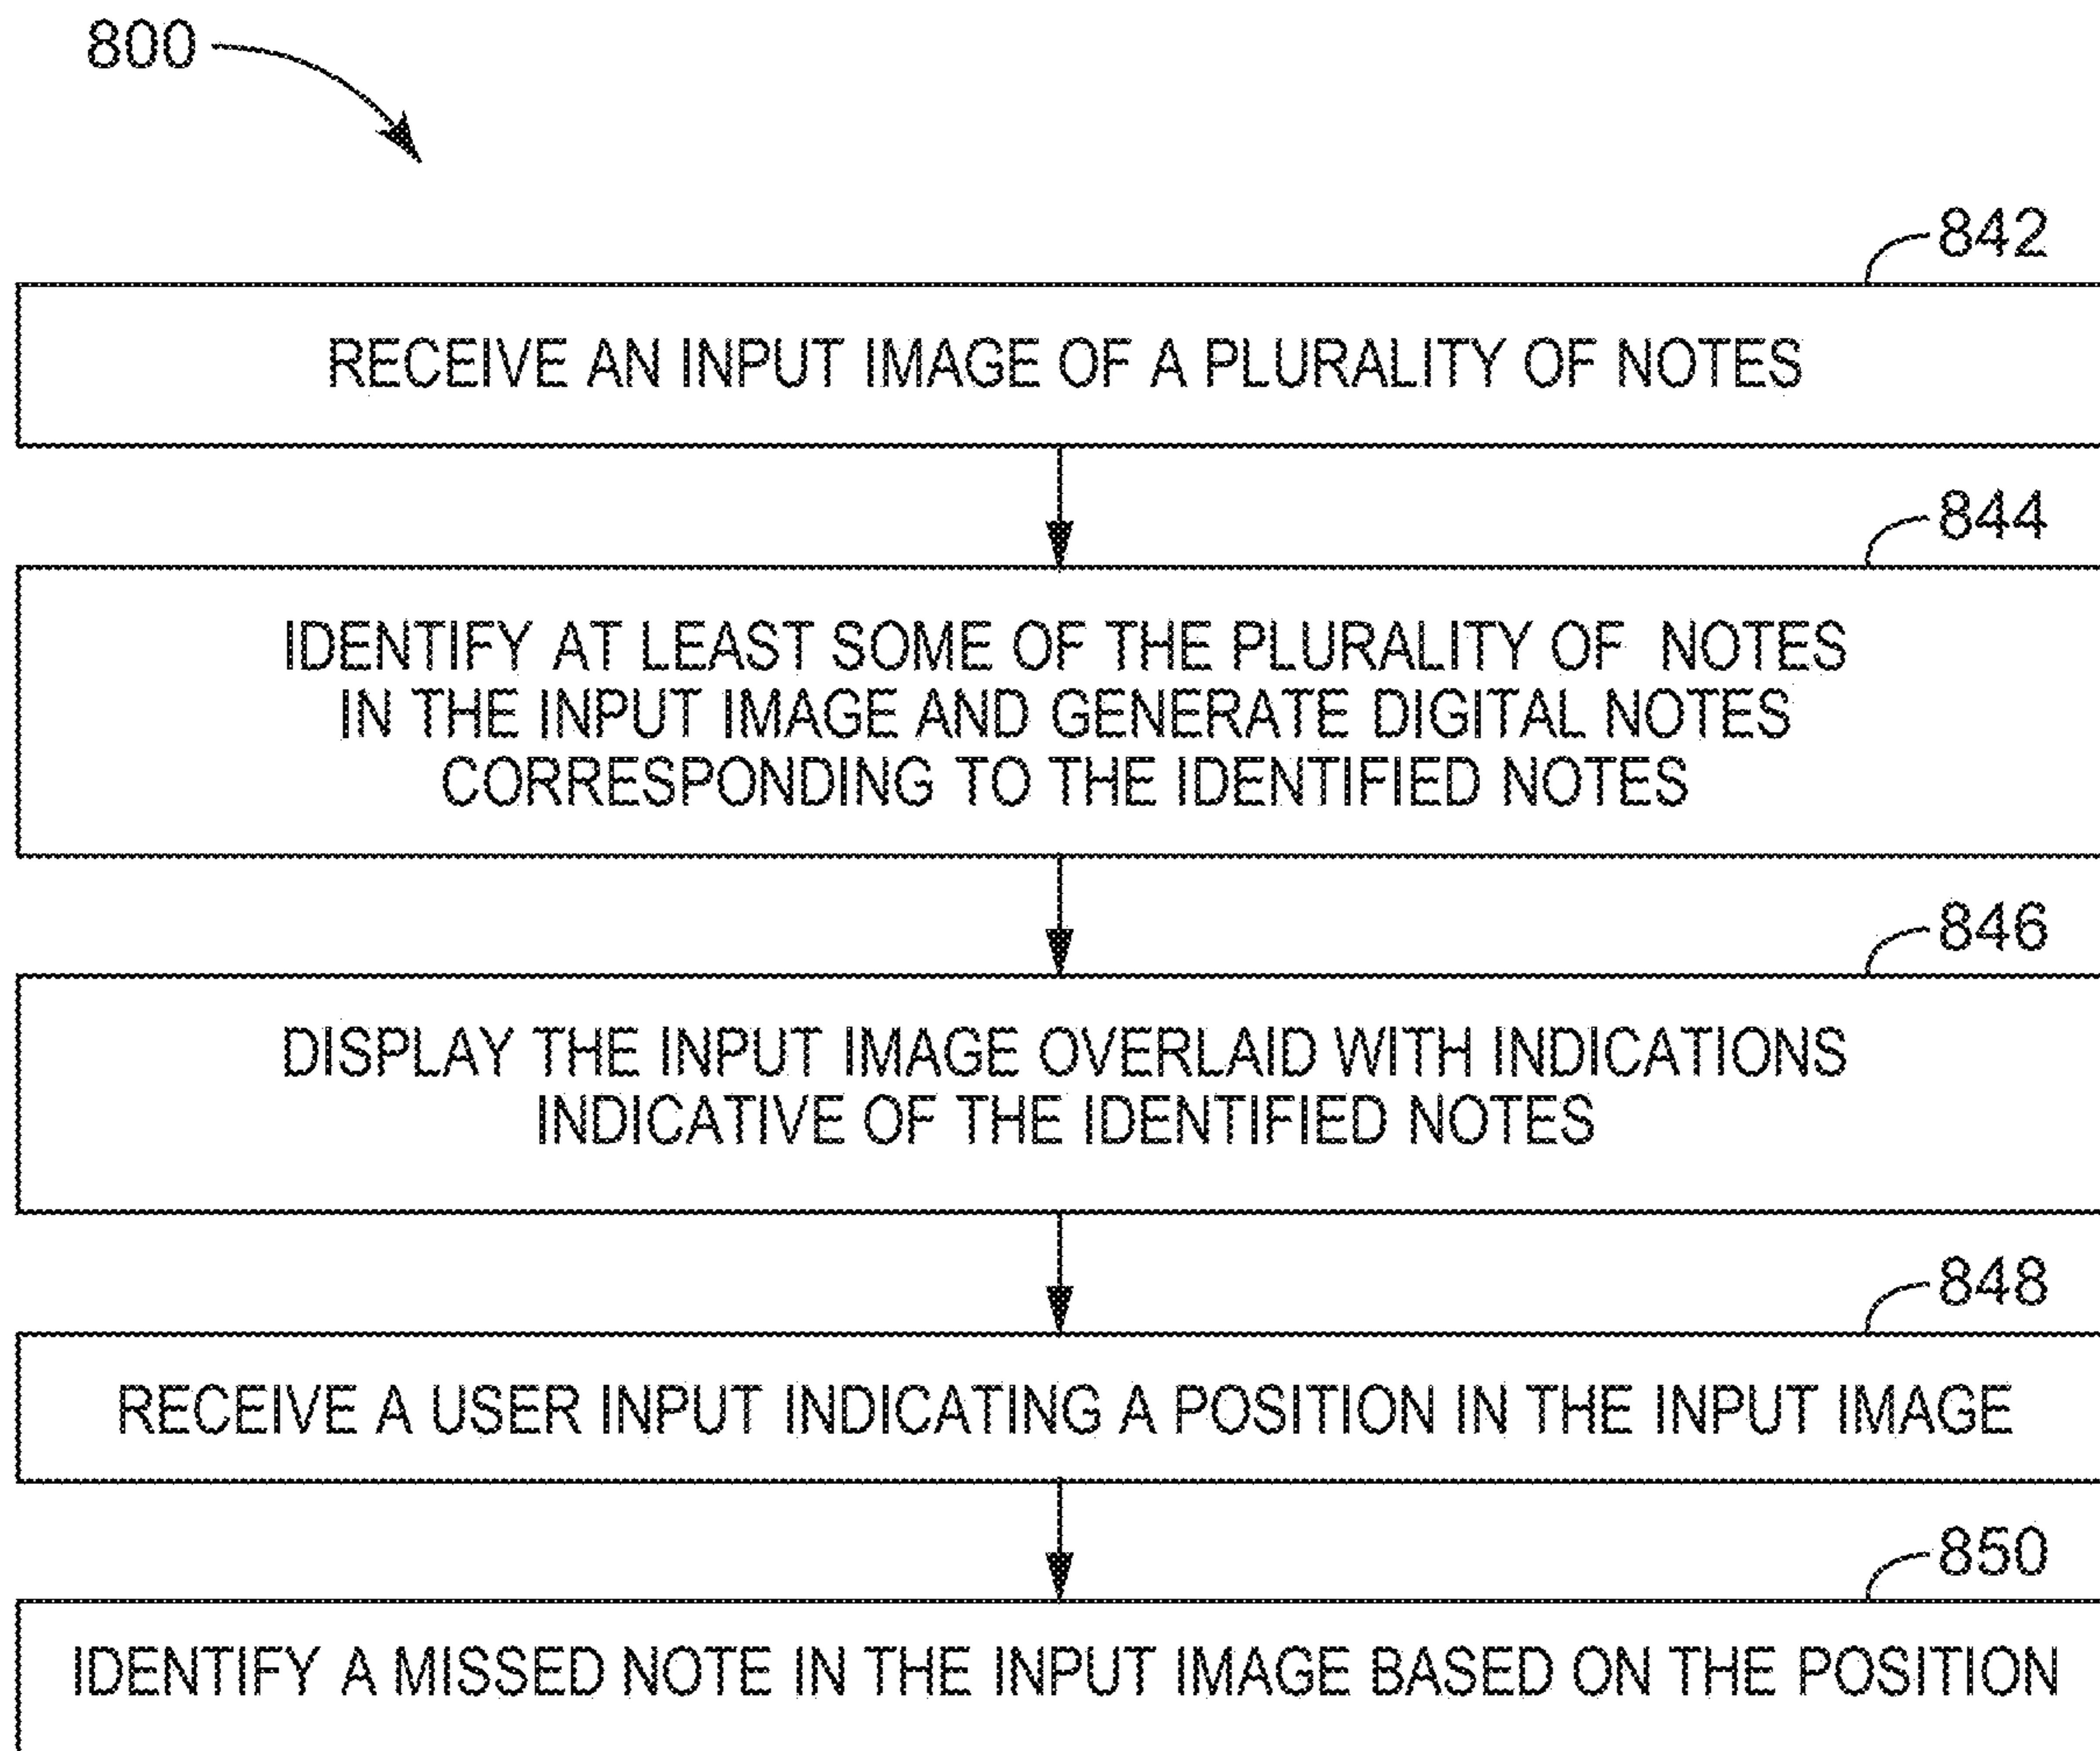 800
842
RECEIVE AN INPUT IMAGE OF A PLURALITY OF NOTES
844
IDENTIFY AT LEAST SOME OF THE PLURALITY OF NOTES
IN THE INPUT IMAGE AND GENERATE DIGITAL NOTES
CORRESPONDING TO THE IDENTIFIED NOTES
846
DISPLAY THE INPUT IMAGE OVERLAID WITH INDICATIONS
INDICATIVE OF THE IDENTIFIED NOTES
848
RECEIVE A USER INPUT INDICATING A POSITION IN THE INPUT IMAGE
850
IDENTIFY A MISSED NOTE IN THE INPUT IMAGE BASED ON THE POSITION